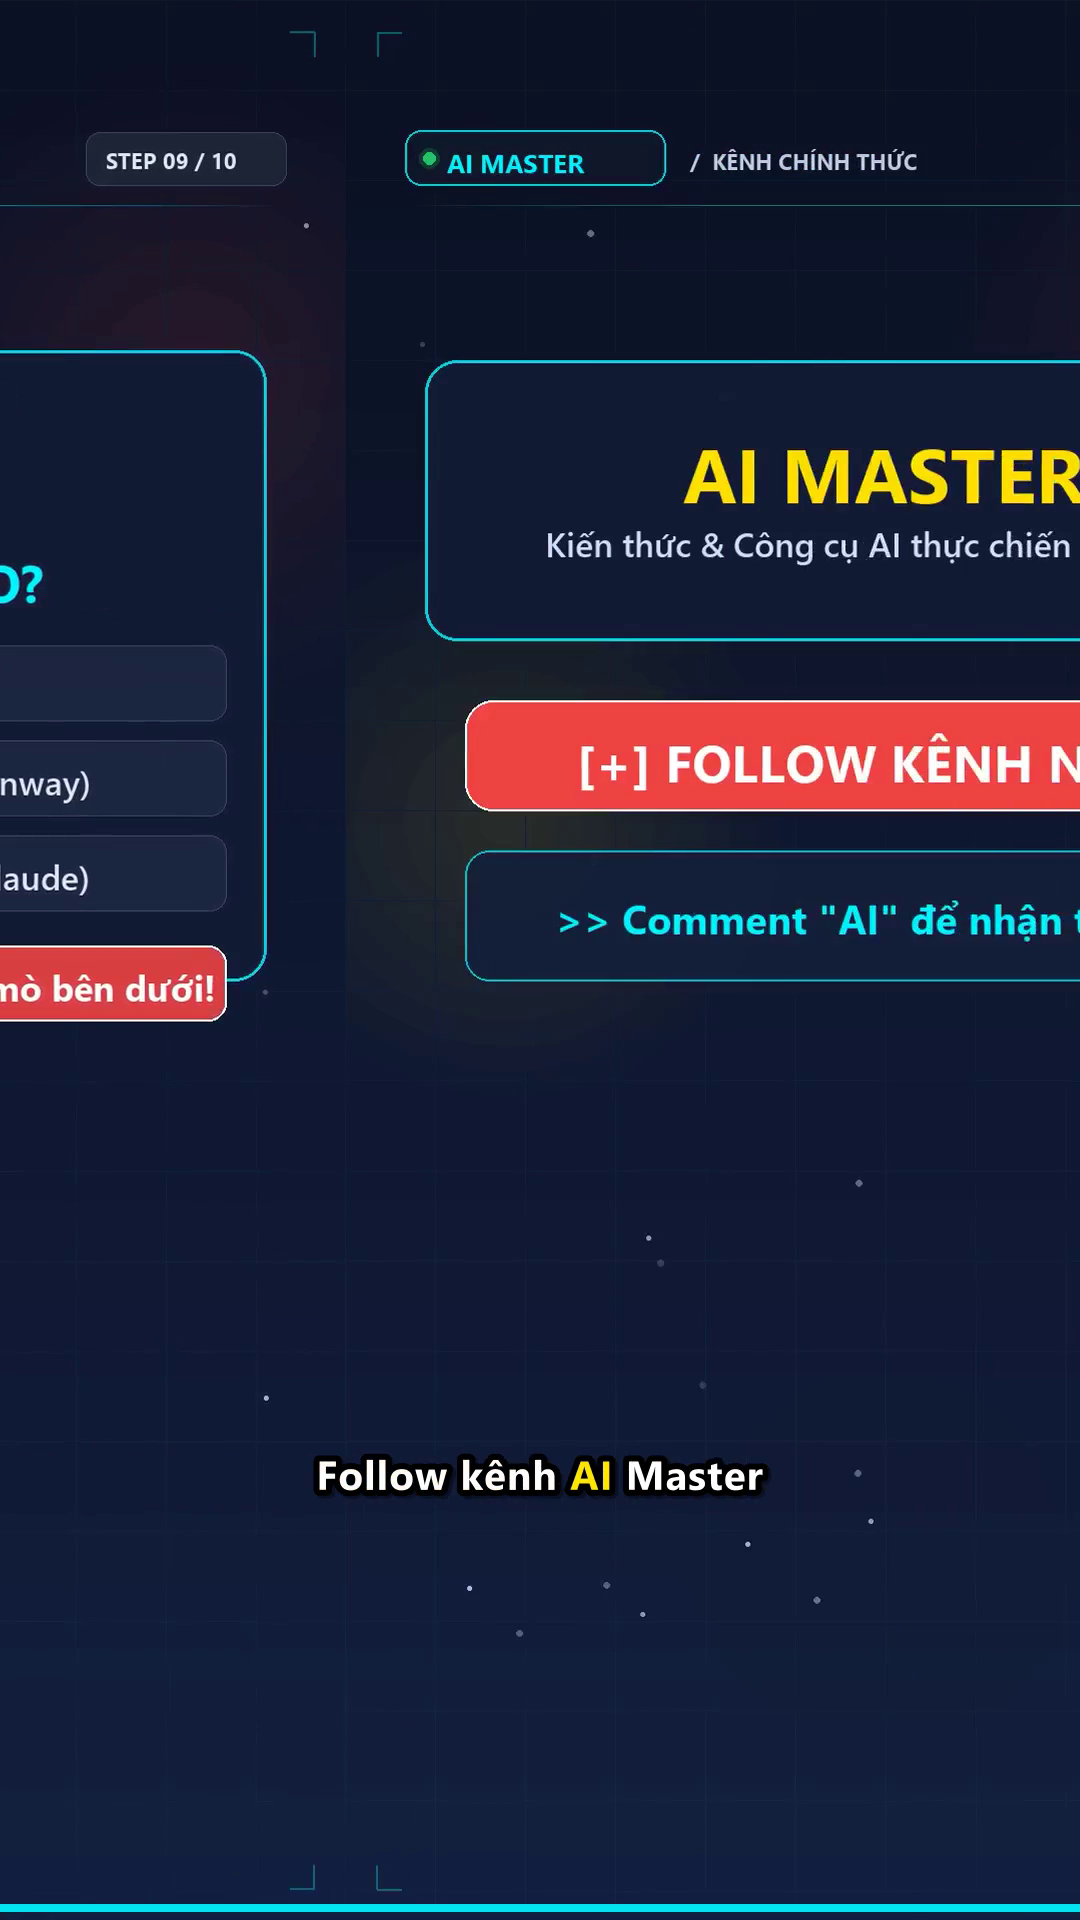 STEP 09 / 10
?
nway)
laude)
mò bên dưới!
AI MASTER / KÊNH CHÍNH THỨC
AI MASTER
Kiến thức & Công cụ AI thực chiến
[+] FOLLOW KÊNH N
>> Comment "AI" để nhận t
Follow kênh AI Master